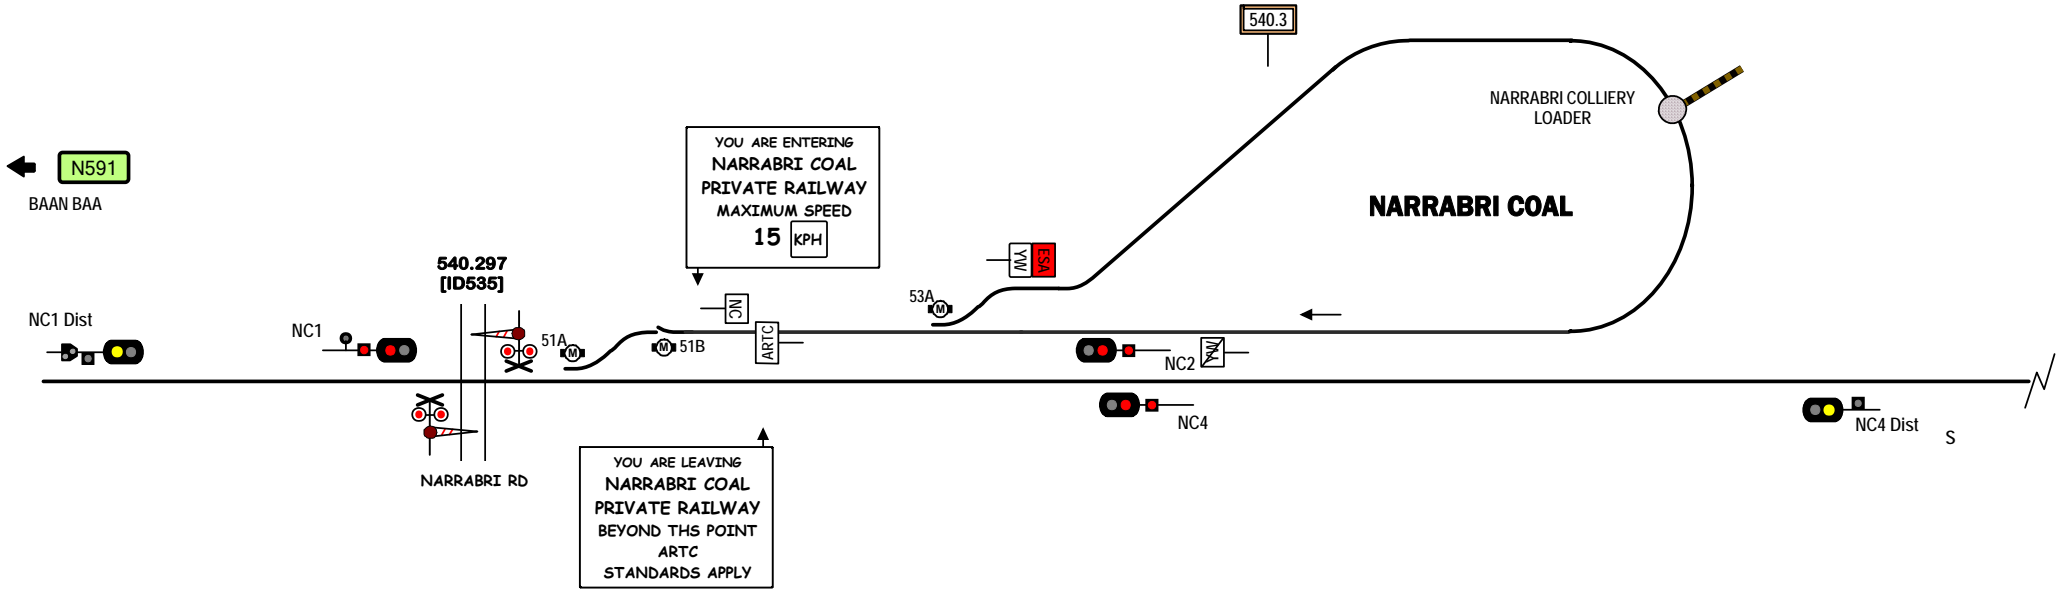 540.3
NARRABRI COLLIERY
LOADER
YOU ARE ENTERING
NARRABRI COAL
PRIVATE RAILWAY
MAXIMUM SPEED
15 KPH
N591
BAAN BAA
NARRABRI COAL
540.297
[ID535]
YW
ESA
53A
NC
NC1 Dist
NC1
51A
51B
ARTC
NC2
YW
NC4
NC4 Dist
S
NARRABRI RD
YOU ARE LEAVING
NARRABRI COAL
PRIVATE RAILWAY
BEYOND THS POINT
ARTC
STANDARDS APPLY
M
M
M